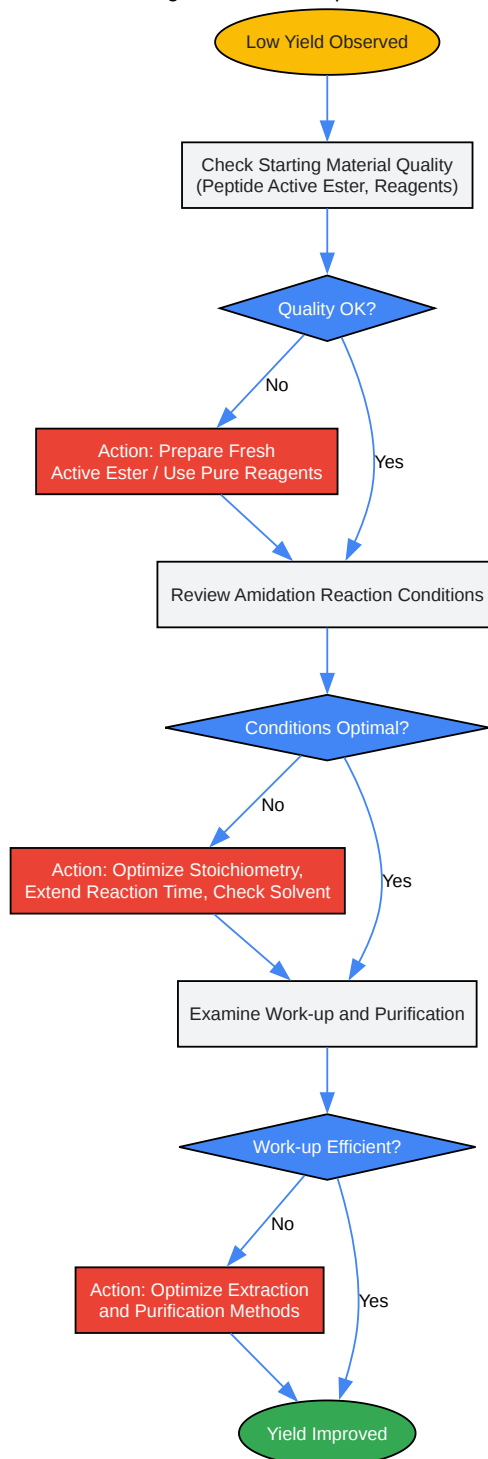 Low Yield Observed
Check Starting Material Quality
(Peptide Active Ester, Reagents)
Quality OK?
No
Yes
Action: Prepare Fresh
Active Ester / Use Pure Reagents
Review Amidation Reaction Conditions
Conditions Optimal?
No
Yes
Action: Optimize Stoichiometry,
Extend Reaction Time, Check Solvent
Examine Work-up and Purification
Work-up Efficient?
No
Yes
Action: Optimize Extraction
and Purification Methods
Yield Improved